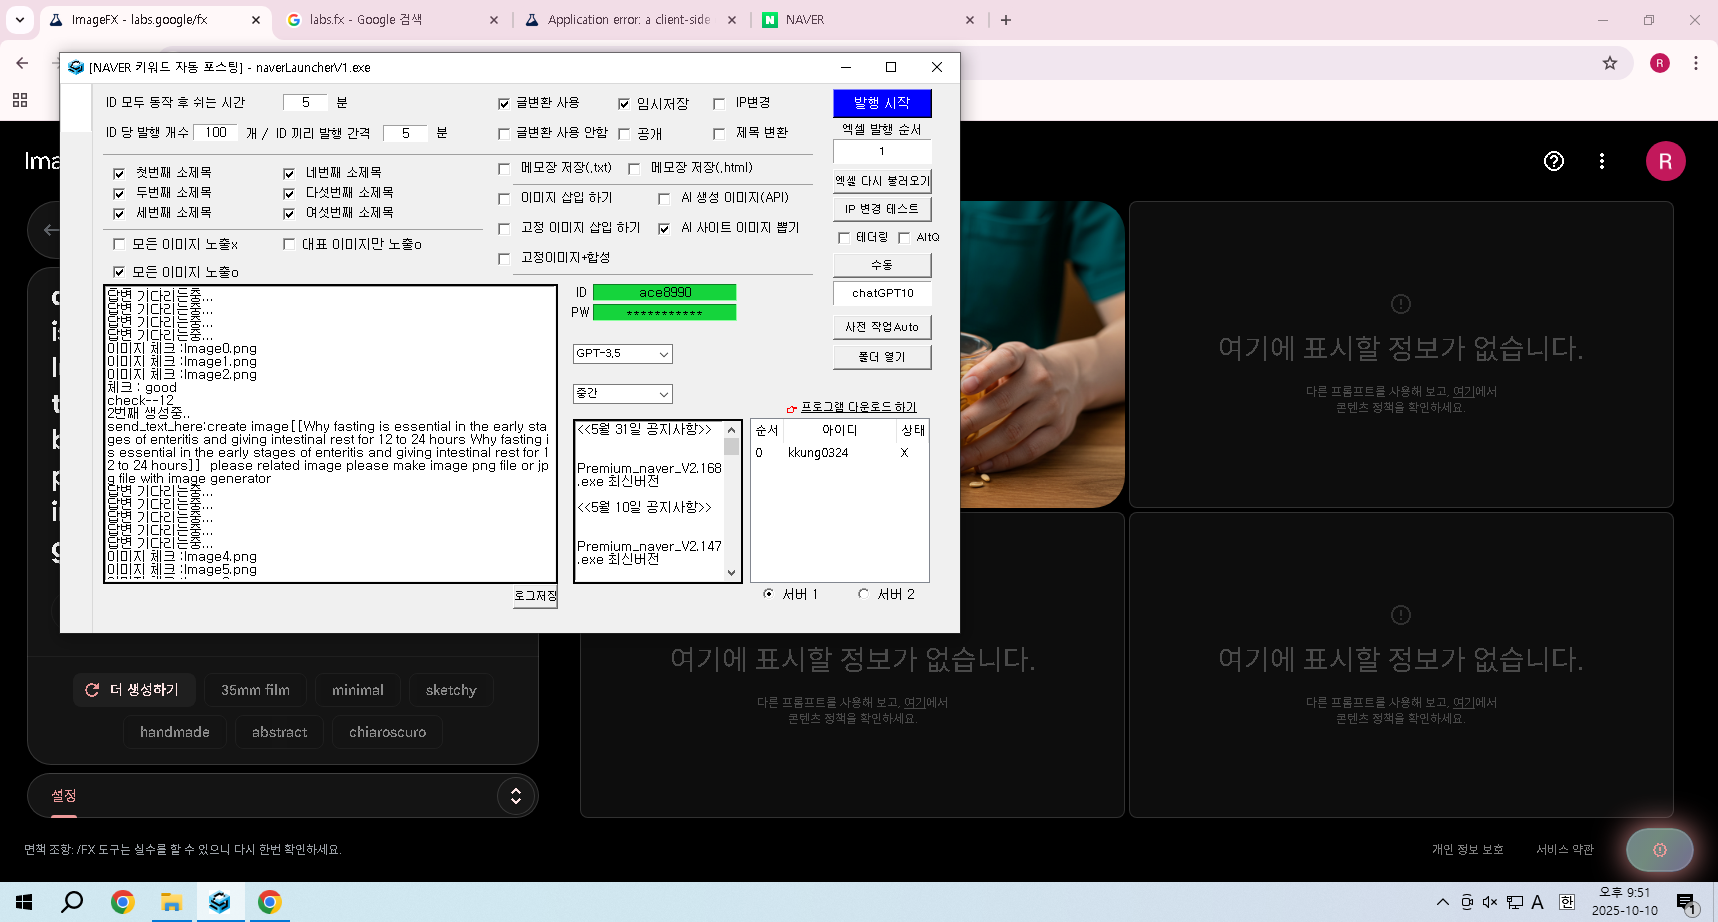 ImageFX - labs.google/fx
labs.fx - Google 검색
Application error: a client-side
NAVER
R
[NAVER 키워드 자동 포스팅] - naverLauncherV1.exe
ID 모두 동작 후 쉬는 시간 5 분
ID 당 발행 개수 100 개 / ID 끼리 발행 간격 5 분
글변환 사용 임시저장 IP변경
글변환 사용 안함 공개 제목 변환
메모장 저장(.txt) 메모장 저장(.html)
이미지 삽입 하기 AI 생성 이미지(API)
고정 이미지 삽입 하기 AI 사이트 이미지 뽑기
고정이미지+합성
첫번째 소제목 네번째 소제목
두번째 소제목 다섯번째 소제목
세번째 소제목 여섯번째 소제목
모든 이미지 노출x 대표 이미지만 노출o
모든 이미지 노출o
발행 시작
엑셀 발행 순서
1
엑셀 다시 불러오기
IP 변경 테스트
테더링 AltQ
수동
chatGPT10
사전 작업Auto
폴더 열기
답변 기다리는중...
답변 기다리는중...
답변 기다리는중...
답변 기다리는중...
이미지 체크 :Image0.png
이미지 체크 :Image1.png
이미지 체크 :Image2.png
체크 : good
check--12
2번째 생성중..
send_text_here:create image[[Why fasting is essential in the early sta
ges of enteritis and giving intestinal rest for 12 to 24 hours Why fasting i
s essential in the early stages of enteritis and giving intestinal rest for 1
2 to 24 hours]] please related image please make image png file or jp
g file with image generator
답변 기다리는중...
답변 기다리는중...
답변 기다리는중...
답변 기다리는중...
답변 기다리는중...
이미지 체크 :Image4.png
이미지 체크 :Image5.png
로그저장
ID ace8990
PW ***********
GPT-3.5
중간
프로그램 다운로드 하기
<<5월 31일 공지사항>>
Premium_naver_V2.168
.exe 최신버전
<<5월 10일 공지사항>>
Premium_naver_V2.147
.exe 최신버전
순서 아이디 상태
0 kkung0324 X
서버 1 서버 2
Ima
R
여기에 표시할 정보가 없습니다.
다른 프롬프트를 사용해 보고, 여기에서
콘텐츠 정책을 확인하세요.
여기에 표시할 정보가 없습니다.
다른 프롬프트를 사용해 보고, 여기에서
콘텐츠 정책을 확인하세요.
여기에 표시할 정보가 없습니다.
다른 프롬프트를 사용해 보고, 여기에서
콘텐츠 정책을 확인하세요.
더 생성하기 35mm film minimal sketchy
handmade abstract chiaroscuro
설정
면책 조항: /FX 도구는 실수를 할 수 있으니 다시 한번 확인하세요.
개인 정보 보호 서비스 약관
A 한
오후 9:51
2025-10-10
1